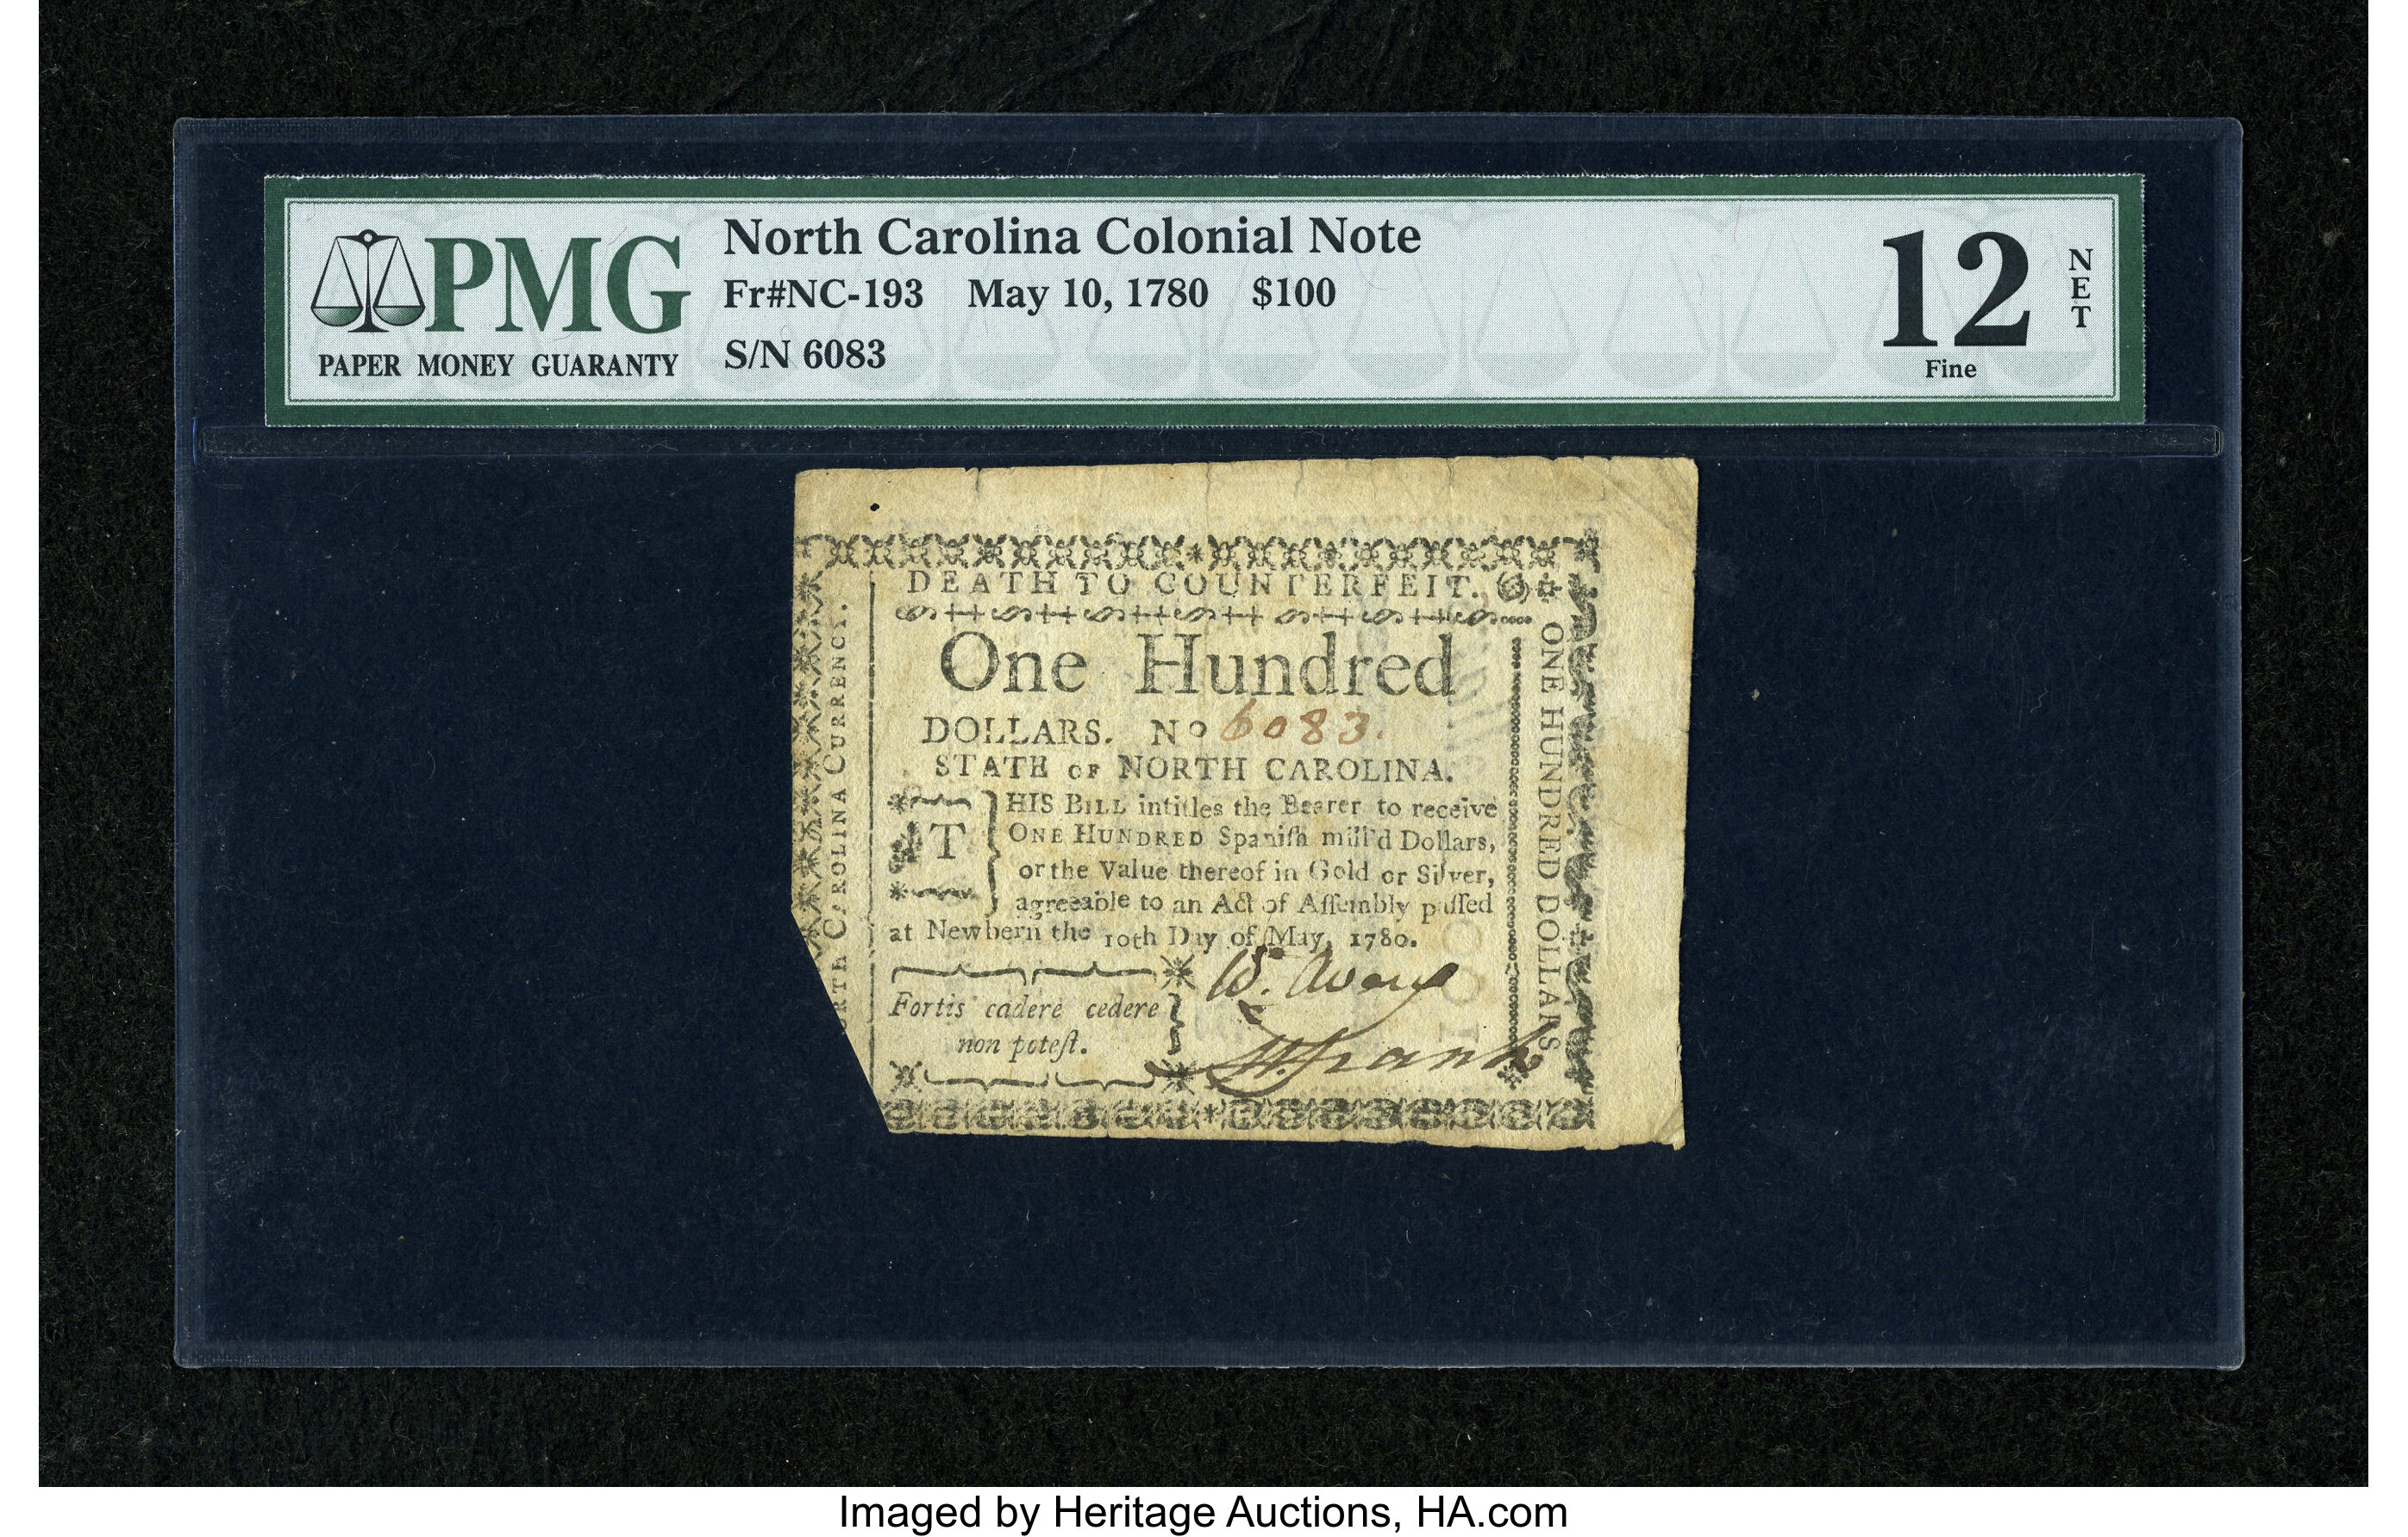 PMG
PAPER MONEY GUARANTY
North Carolina Colonial Note
Fr#NC-193 May 10, 1780 $100
S/N 6083
12
Fine
NET
DEATH TO COUNTERFEIT.
One Hundred
DOLLARS. No 6083.
STATE OF NORTH CAROLINA.
THIS BILL intitles the Bearer to receive
ONE HUNDRED Spaniſh mill'd Dollars,
or the Value thereof in Gold or Silver,
agreeable to an Act of Aſſembly paſſed
at Newbern the 10th Day of May, 1780.
Fortis cadere cedere
non poteſt.
W. Avery
H. Frank
ORTH CAROLINA CURRENCY.
ONE HUNDRED DOLLARS
Imaged by Heritage Auctions, HA.com